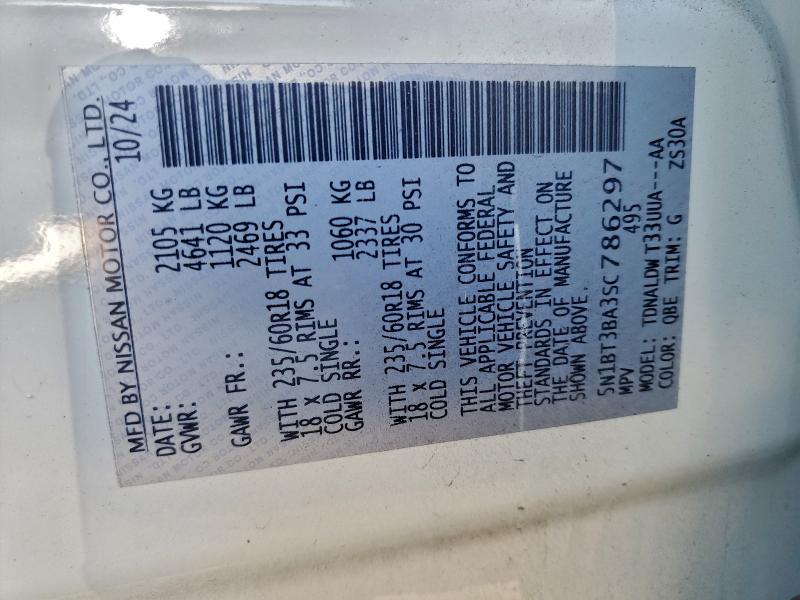 MFD BY NISSAN MOTOR CO., LTD.
DATE: 10/24
GVWR: 2105 KG
4641 LB
GAWR FR.: 1120 KG
2469 LB
WITH 235/60R18 TIRES
18 X 7.5 RIMS AT 33 PSI
COLD SINGLE
GAWR RR.: 1060 KG
2337 LB
WITH 235/60R18 TIRES
18 X 7.5 RIMS AT 30 PSI
COLD SINGLE
THIS VEHICLE CONFORMS TO
ALL APPLICABLE FEDERAL
MOTOR VEHICLE SAFETY AND
THEFT PREVENTION
STANDARDS IN EFFECT ON
THE DATE OF MANUFACTURE
SHOWN ABOVE.
5N1BT3BA3SC786297
MPV 495
MODEL: TDNALDWT33UUA---AA
COLOR: QBE TRIM: G ZS30A